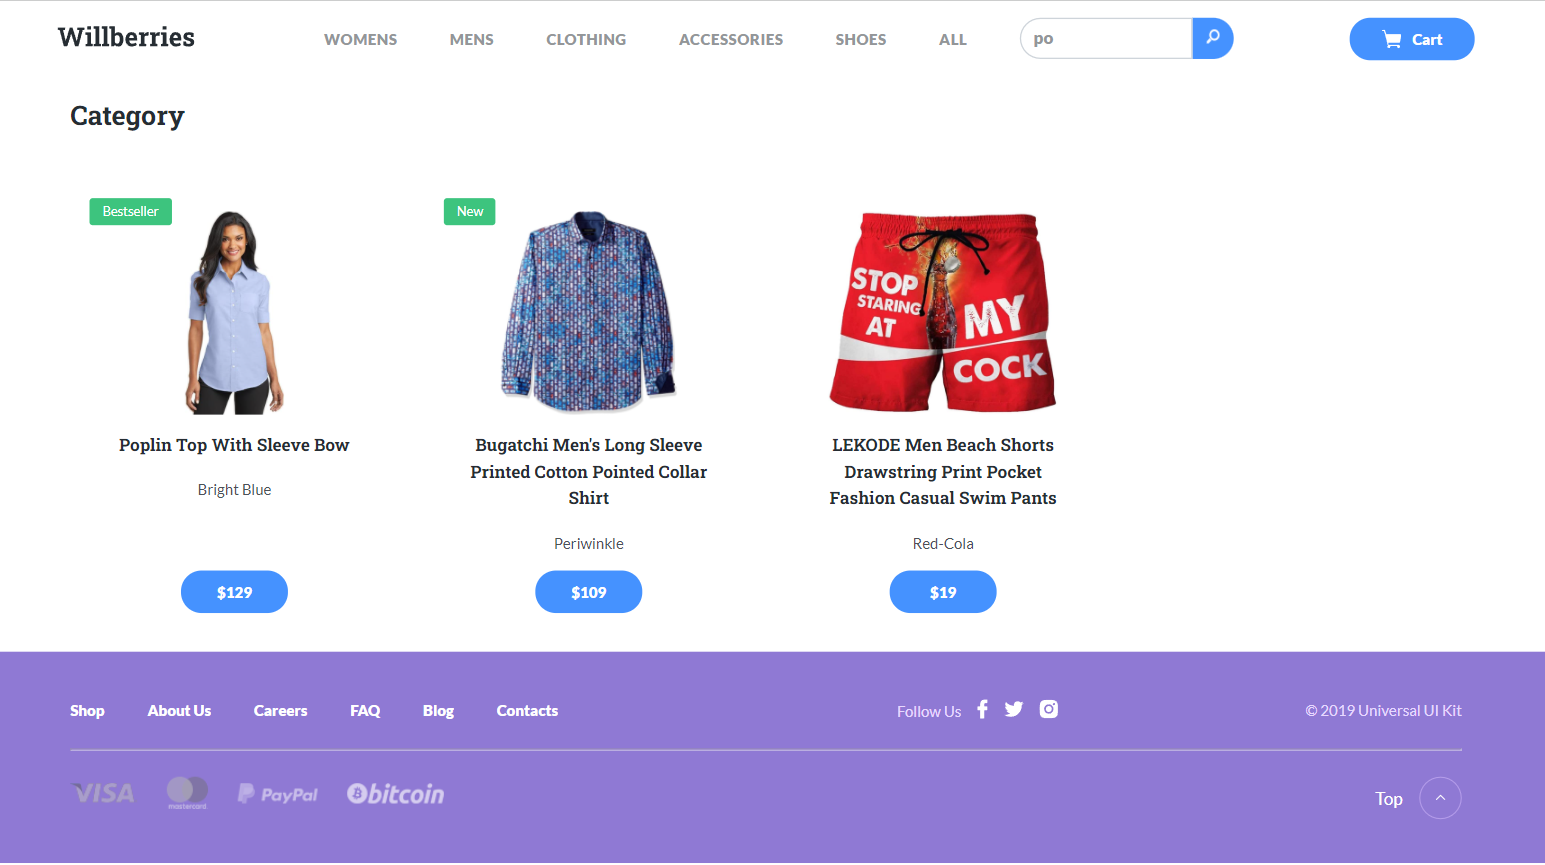 Willberries
WOMENS
MENS
CLOTHING
ACCESSORIES
SHOES
ALL
po
Cart
Category
Bestseller
New
STOP
STARING
AT
MY
COCK
Poplin Top With Sleeve Bow
Bright Blue
$129
Bugatchi Men's Long Sleeve
Printed Cotton Pointed Collar
Shirt
Periwinkle
$109
LEKODE Men Beach Shorts
Drawstring Print Pocket
Fashion Casual Swim Pants
Red-Cola
$19
Shop
About Us
Careers
FAQ
Blog
Contacts
Follow Us
© 2019 Universal UI Kit
VISA
mastercard
PayPal
bitcoin
Top